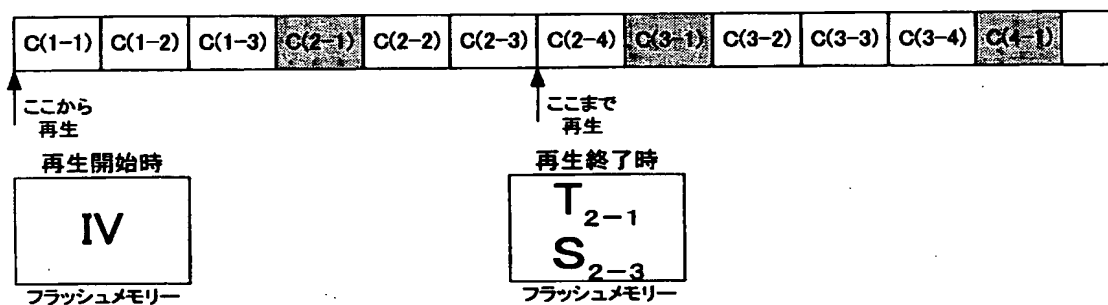 C(1-1) C(1-2) C(1-3) C(2-1) C(2-2) C(2-3) C(2-4) C(3-1) C(3-2) C(3-3) C(3-4) C(4-1)
ここから
再生
ここまで
再生
再生開始時
再生終了時
IV
T2-1
S2-3
フラッシュメモリー
フラッシュメモリー